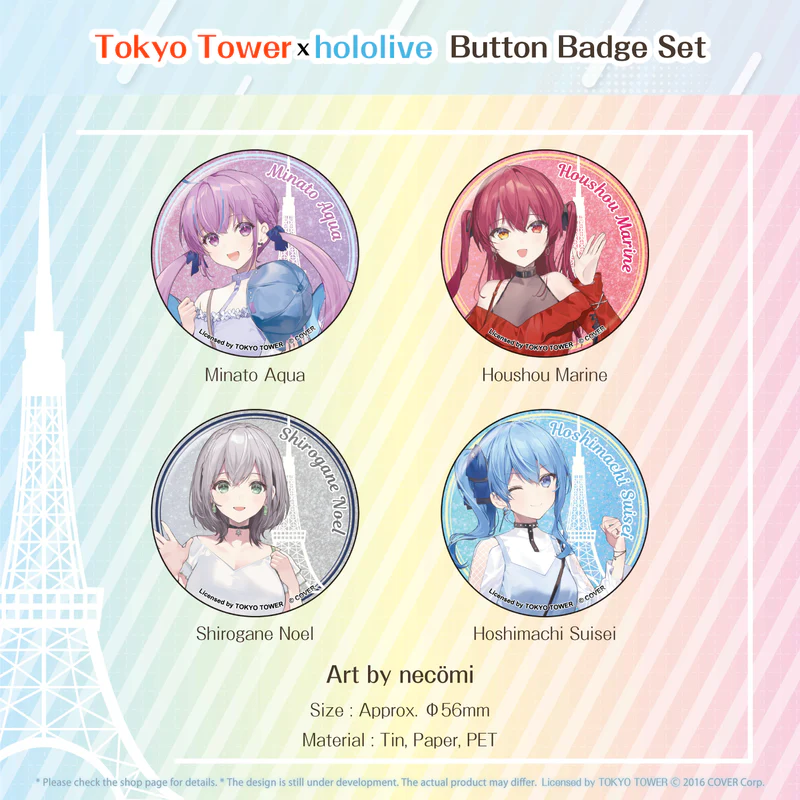 Tokyo Tower x hololive Button Badge Set
Minato Aqua
Licensed by TOKYO TOWER © COVER
Houshou Marine
Licensed by TOKYO TOWER © COVER
Minato Aqua
Houshou Marine
Shirogane Noel
Licensed by TOKYO TOWER © COVER
Hoshimachi Suisei
Licensed by TOKYO TOWER © COVER
Shirogane Noel
Hoshimachi Suisei
Art by necömi
Size : Approx. Φ56mm
Material : Tin, Paper, PET
* Please check the shop page for details. * The design is still under development. The actual product may differ. Licensed by TOKYO TOWER © 2016 COVER Corp.